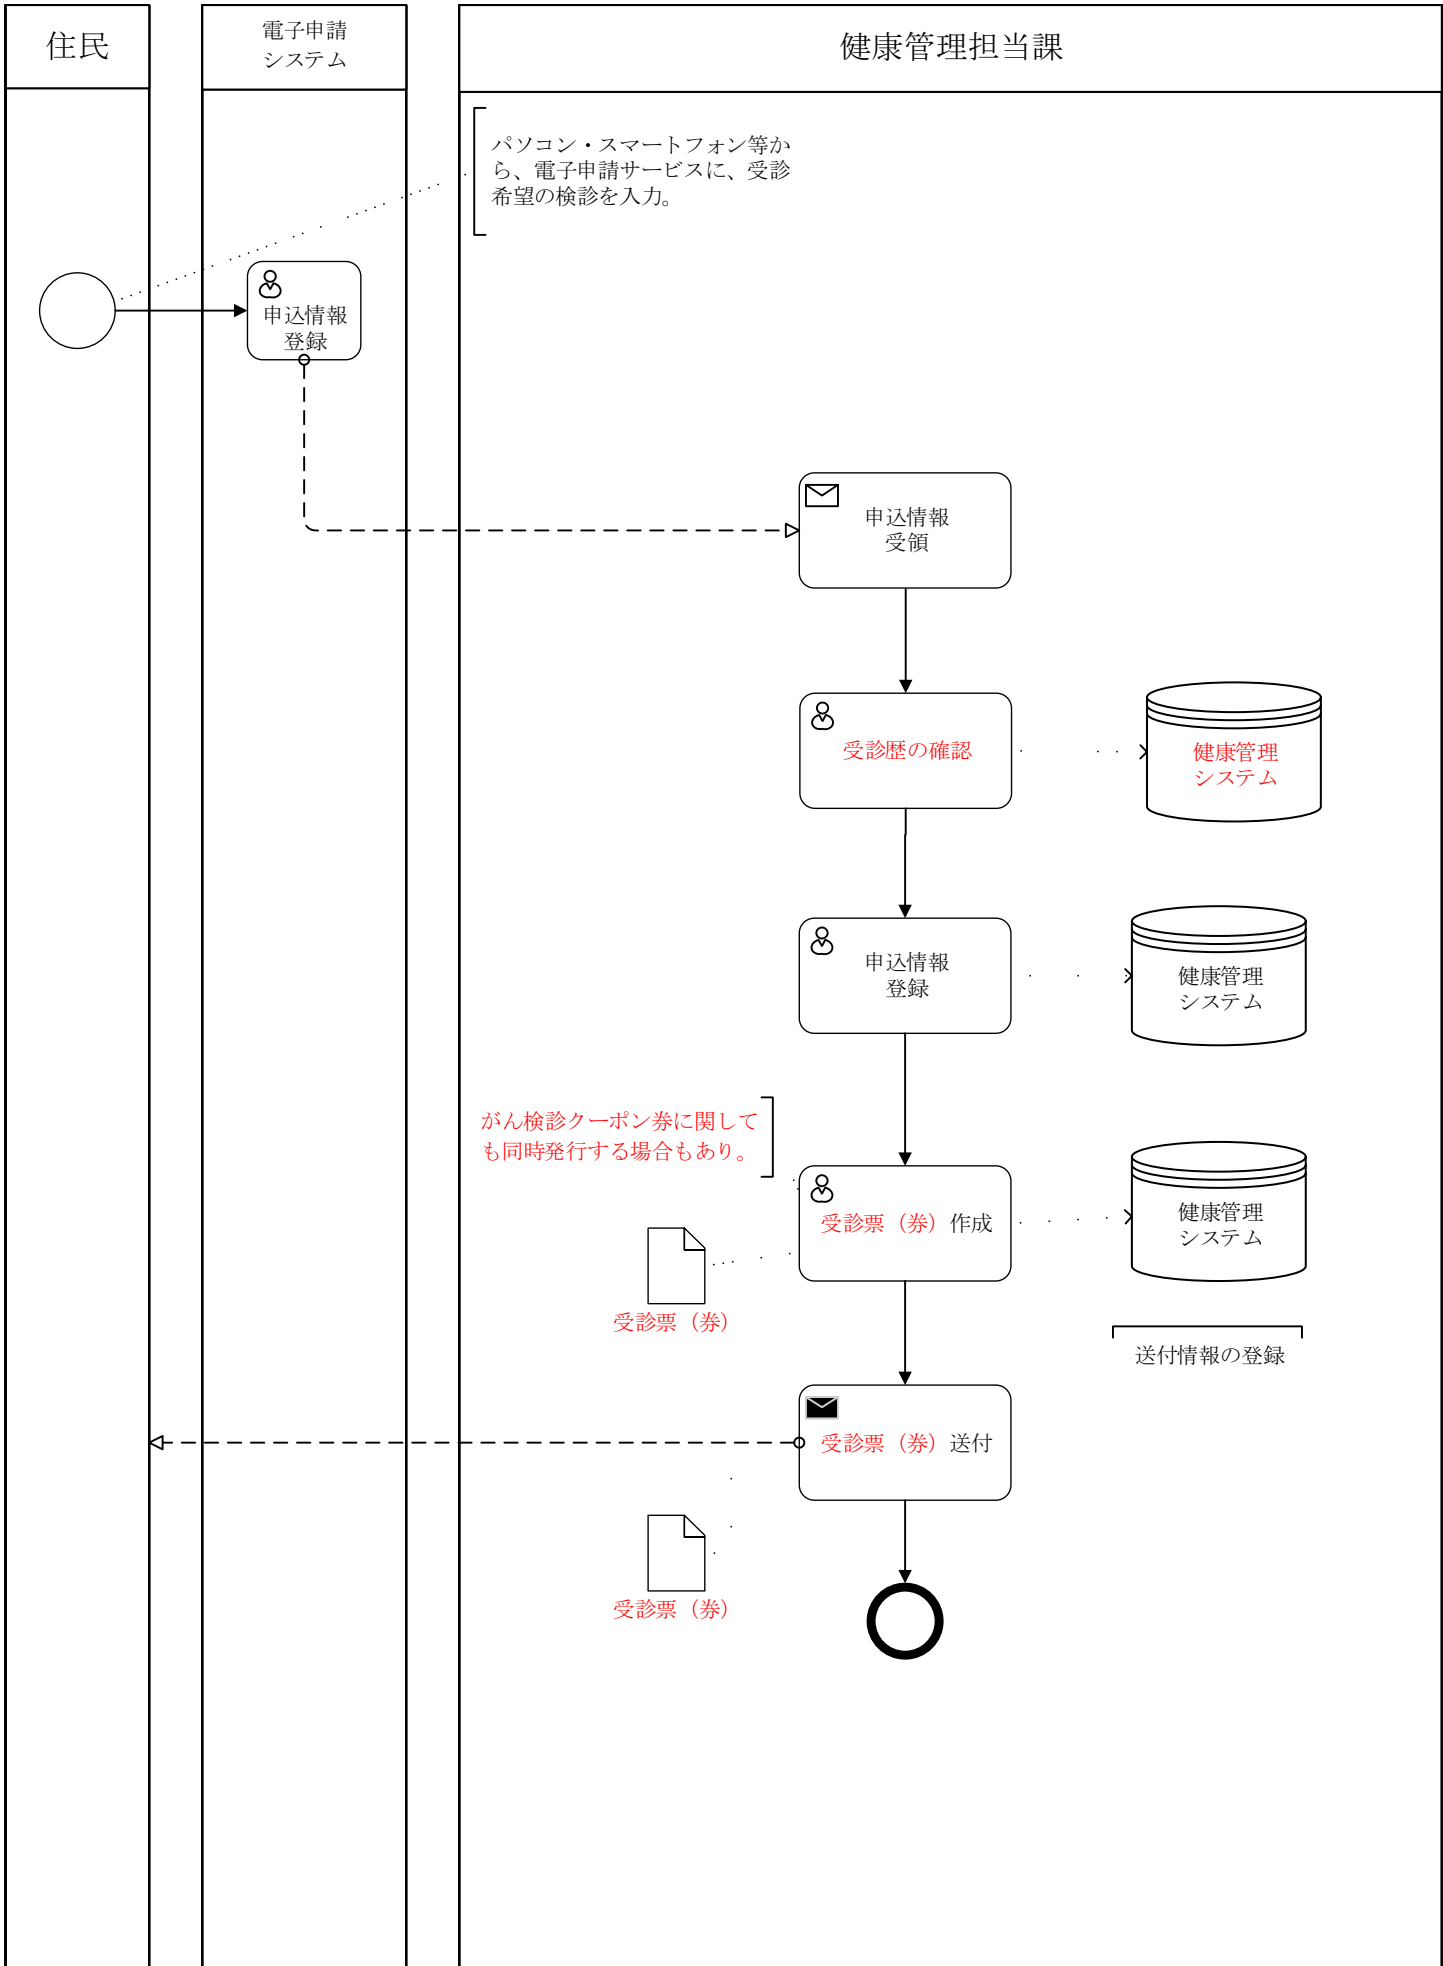 住民
電子申請
システム
健康管理担当課
パソコン・スマートフォン等か
ら、電子申請サービスに、受診
希望の検診を入力。
申込情報
登録
申込情報
受領
受診歴の確認
健康管理
システム
申込情報
登録
健康管理
システム
がん検診クーポン券に関して
も同時発行する場合もあり。
受診票（券）作成
健康管理
システム
受診票（券）
送付情報の登録
受診票（券）送付
受診票（券）